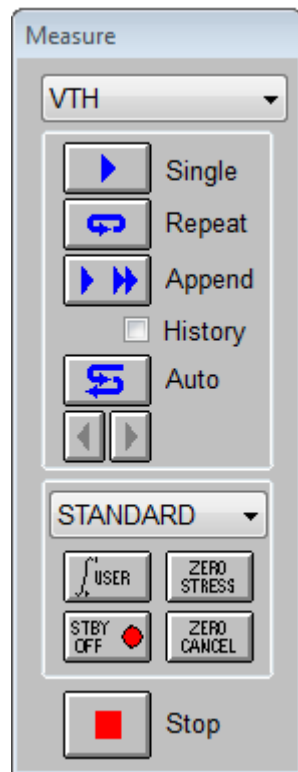 Measure
VTH
Single
Repeat
Append
History
Auto
STANDARD
USER
ZERO
STRESS
STBY
OFF
ZERO
CANCEL
Stop